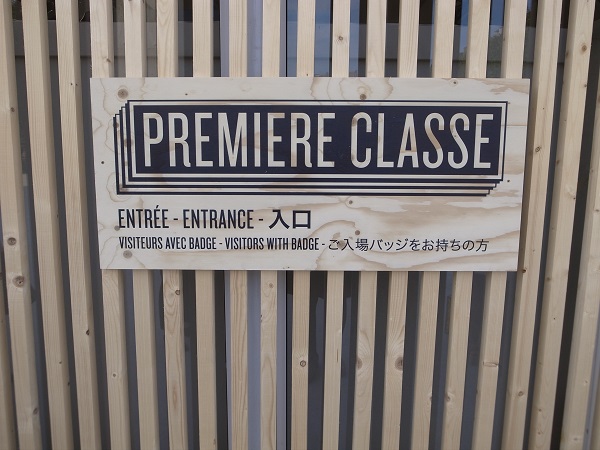 PREMIERE CLASSE
ENTRÉE - ENTRANCE - 入口
VISITEURS AVEC BADGE - VISITORS WITH BADGE - ご入場バッジをお持ちの方